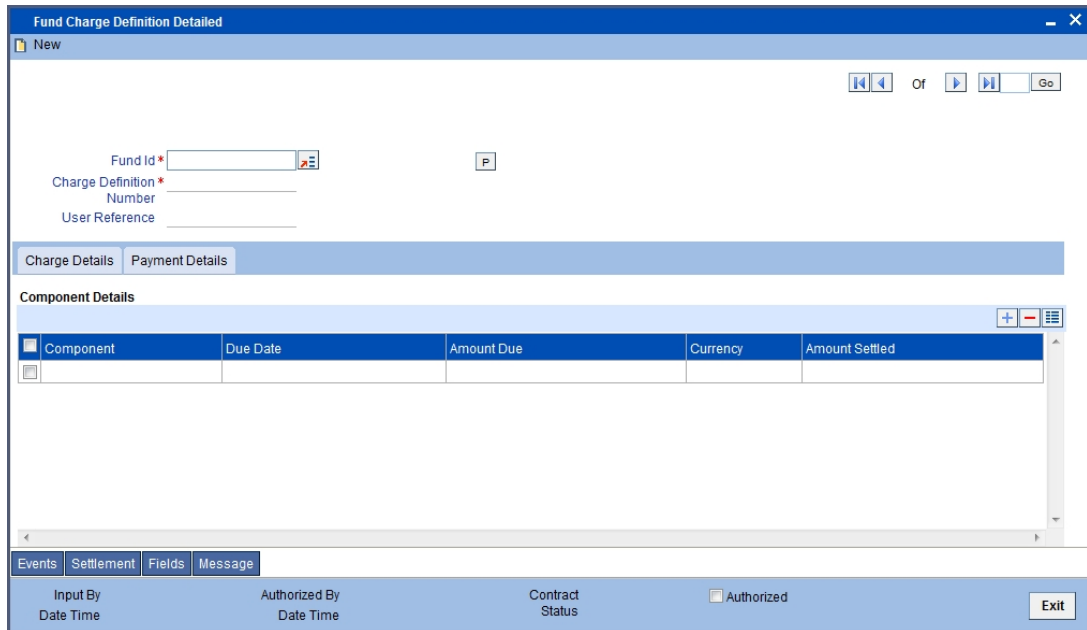 Fund Charge Definition Detailed
New
Of Go
Fund Id * P
Charge Definition *
Number
User Reference
Charge Details Payment Details
Component Details
Component Due Date Amount Due Currency Amount Settled
Events Settlement Fields Message
Input By Authorized By Contract Authorized
Date Time Date Time Status Exit